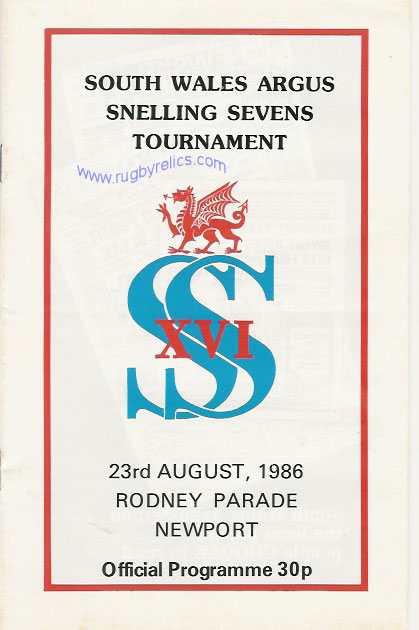 SOUTH WALES ARGUS
SNELLING SEVENS
TOURNAMENT
www.rugbyrelics.com
SS
XVI
23rd AUGUST, 1986
RODNEY PARADE
NEWPORT
Official Programme 30p